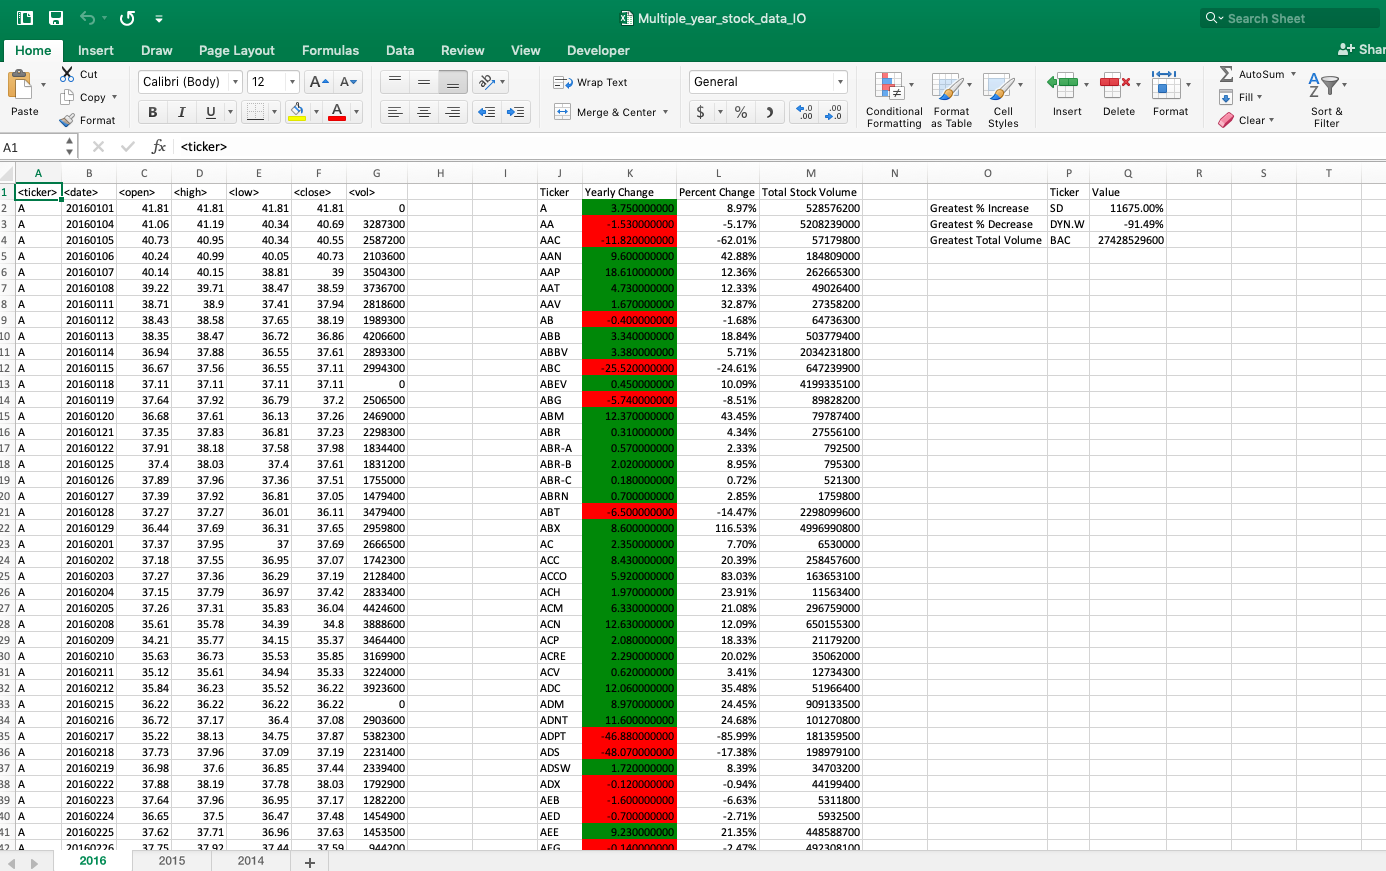 Multiple_year_stock_data_IO
Search Sheet
Home Insert Draw Page Layout Formulas Data Review View Developer Shar
Paste Cut Copy Format
Calibri (Body) 12 A A
B I U A
Wrap Text
Merge & Center
General
$ % .0 .00 .00 .0
Conditional Formatting
Format as Table
Cell Styles
Insert Delete Format
AutoSum
Fill
Clear
Sort & Filter
A1 fx <ticker>
A B C D E F G H I J K L M N O P Q R S T
1 <ticker> <date> <open> <high> <low> <close> <vol> Ticker Yearly Change Percent Change Total Stock Volume Ticker Value
2 A 20160101 41.81 41.81 41.81 41.81 0 A 3.750000000 8.97% 528576200 Greatest % Increase SD 11675.00%
3 A 20160104 41.06 41.19 40.34 40.69 3287300 AA -1.530000000 -5.17% 5208239000 Greatest % Decrease DYN.W -91.49%
4 A 20160105 40.73 40.95 40.34 40.55 2587200 AAC -11.820000000 -62.01% 57179800 Greatest Total Volume BAC 27428529600
5 A 20160106 40.24 40.99 40.05 40.73 2103600 AAN 9.600000000 42.88% 184809000
6 A 20160107 40.14 40.15 38.81 39 3504300 AAP 18.610000000 12.36% 262665300
7 A 20160108 39.22 39.71 38.47 38.59 3736700 AAT 4.730000000 12.33% 49026400
8 A 20160111 38.71 38.9 37.41 37.94 2818600 AAV 1.670000000 32.87% 27358200
9 A 20160112 38.43 38.58 37.65 38.19 1989300 AB -0.400000000 -1.68% 64736300
10 A 20160113 38.35 38.47 36.72 36.86 4206600 ABB 3.340000000 18.84% 503779400
11 A 20160114 36.94 37.88 36.55 37.61 2893300 ABBV 3.380000000 5.71% 2034231800
12 A 20160115 36.67 37.56 36.55 37.11 2994300 ABC -25.520000000 -24.61% 647239900
13 A 20160118 37.11 37.11 37.11 37.11 0 ABEV 0.450000000 10.09% 4199335100
14 A 20160119 37.64 37.92 36.79 37.2 2506500 ABG -5.740000000 -8.51% 89828200
15 A 20160120 36.68 37.61 36.13 37.26 2469000 ABM 12.370000000 43.45% 79787400
16 A 20160121 37.35 37.83 36.81 37.23 2298300 ABR 0.310000000 4.34% 27556100
17 A 20160122 37.91 38.18 37.58 37.98 1834400 ABR-A 0.570000000 2.33% 792500
18 A 20160125 37.4 38.03 37.4 37.61 1831200 ABR-B 2.020000000 8.95% 795300
19 A 20160126 37.89 37.96 37.36 37.51 1755000 ABR-C 0.180000000 0.72% 521300
20 A 20160127 37.39 37.92 36.81 37.05 1479400 ABRN 0.700000000 2.85% 1759800
21 A 20160128 37.27 37.27 36.01 36.11 3479400 ABT -6.500000000 -14.47% 2298099600
22 A 20160129 36.44 37.69 36.31 37.65 2959800 ABX 8.600000000 116.53% 4996990800
23 A 20160201 37.37 37.95 37 37.69 2666500 AC 2.350000000 7.70% 6530000
24 A 20160202 37.18 37.55 36.95 37.07 1742300 ACC 8.430000000 20.39% 258457600
25 A 20160203 37.27 37.36 36.29 37.19 2128400 ACCO 5.920000000 83.03% 163653100
26 A 20160204 37.15 37.79 36.97 37.42 2833400 ACH 1.970000000 23.91% 11563400
27 A 20160205 37.26 37.31 35.83 36.04 4424600 ACM 6.330000000 21.08% 296759000
28 A 20160208 35.61 35.78 34.39 34.8 3888600 ACN 12.630000000 12.09% 650155300
29 A 20160209 34.21 35.77 34.15 35.37 3464400 ACP 2.080000000 18.33% 21179200
30 A 20160210 35.63 36.73 35.53 35.85 3169900 ACRE 2.290000000 20.02% 35062000
31 A 20160211 35.12 35.61 34.94 35.33 3224000 ACV 0.620000000 3.41% 12734300
32 A 20160212 35.84 36.23 35.52 36.22 3923600 ADC 12.060000000 35.48% 51966400
33 A 20160215 36.22 36.22 36.22 36.22 0 ADM 8.970000000 24.45% 909133500
34 A 20160216 36.72 37.17 36.4 37.08 2903600 ADNT 11.600000000 24.68% 101270800
35 A 20160217 35.22 38.13 34.75 37.87 5382300 ADPT -46.880000000 -85.99% 181359500
36 A 20160218 37.73 37.96 37.09 37.19 2231400 ADS -48.070000000 -17.38% 198979100
37 A 20160219 36.98 37.6 36.85 37.44 2339400 ADSW 1.720000000 8.39% 34703200
38 A 20160222 37.88 38.19 37.78 38.03 1792900 ADX -0.120000000 -0.94% 44199400
39 A 20160223 37.64 37.96 36.95 37.17 1282200 AEB -1.600000000 -6.63% 5311800
40 A 20160224 36.65 37.5 36.47 37.48 1454900 AED -0.700000000 -2.71% 5932500
41 A 20160225 37.62 37.71 36.96 37.63 1453500 AEE 9.230000000 21.35% 448588700
42 A 20160226 37.75 37.92 37.44 37.59 944200 AEG -0.140000000 -2.47% 492308100
2016 2015 2014 +